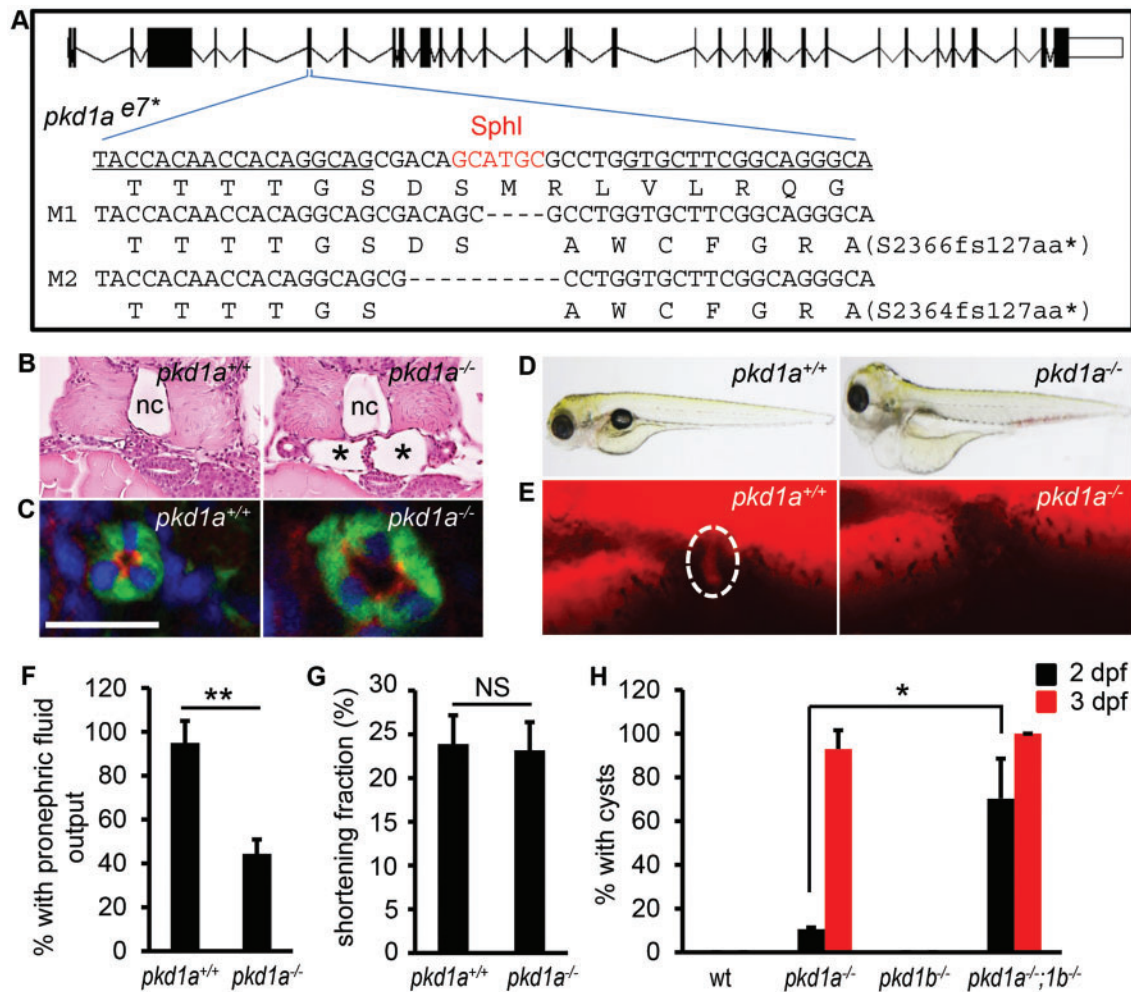 A
pkd1a e7*
SphI
TACCACAACCACAGGCAGCGACAGCATGCGCCTGGTGCTTCGGCAGGGCA
T T T T G S D S M R L V L R Q G
M1 TACCACAACCACAGGCAGCGACAGC----GCCTGGTGCTTCGGCAGGGCA
T T T T G S D S A W C F G R A(S2366fs127aa*)
M2 TACCACAACCACAGGCAGCG----------CCTGGTGCTTCGGCAGGGCA
T T T T G S A W C F G R A(S2364fs127aa*)
B pkd1a+/+ pkd1a-/-
nc nc
* *
C pkd1a+/+ pkd1a-/-
D pkd1a+/+ pkd1a-/-
E pkd1a+/+ pkd1a-/-
F
% with pronephric fluid output
120
100
80
60
40
20
0
**
pkd1a+/+ pkd1a-/-
G
shortening fraction (%)
30
25
20
15
10
5
0
NS
pkd1a+/+ pkd1a-/-
H
2 dpf
3 dpf
% with cysts
120
100
80
60
40
20
0
*
wt pkd1a-/- pkd1b-/- pkd1a-/-;1b-/-